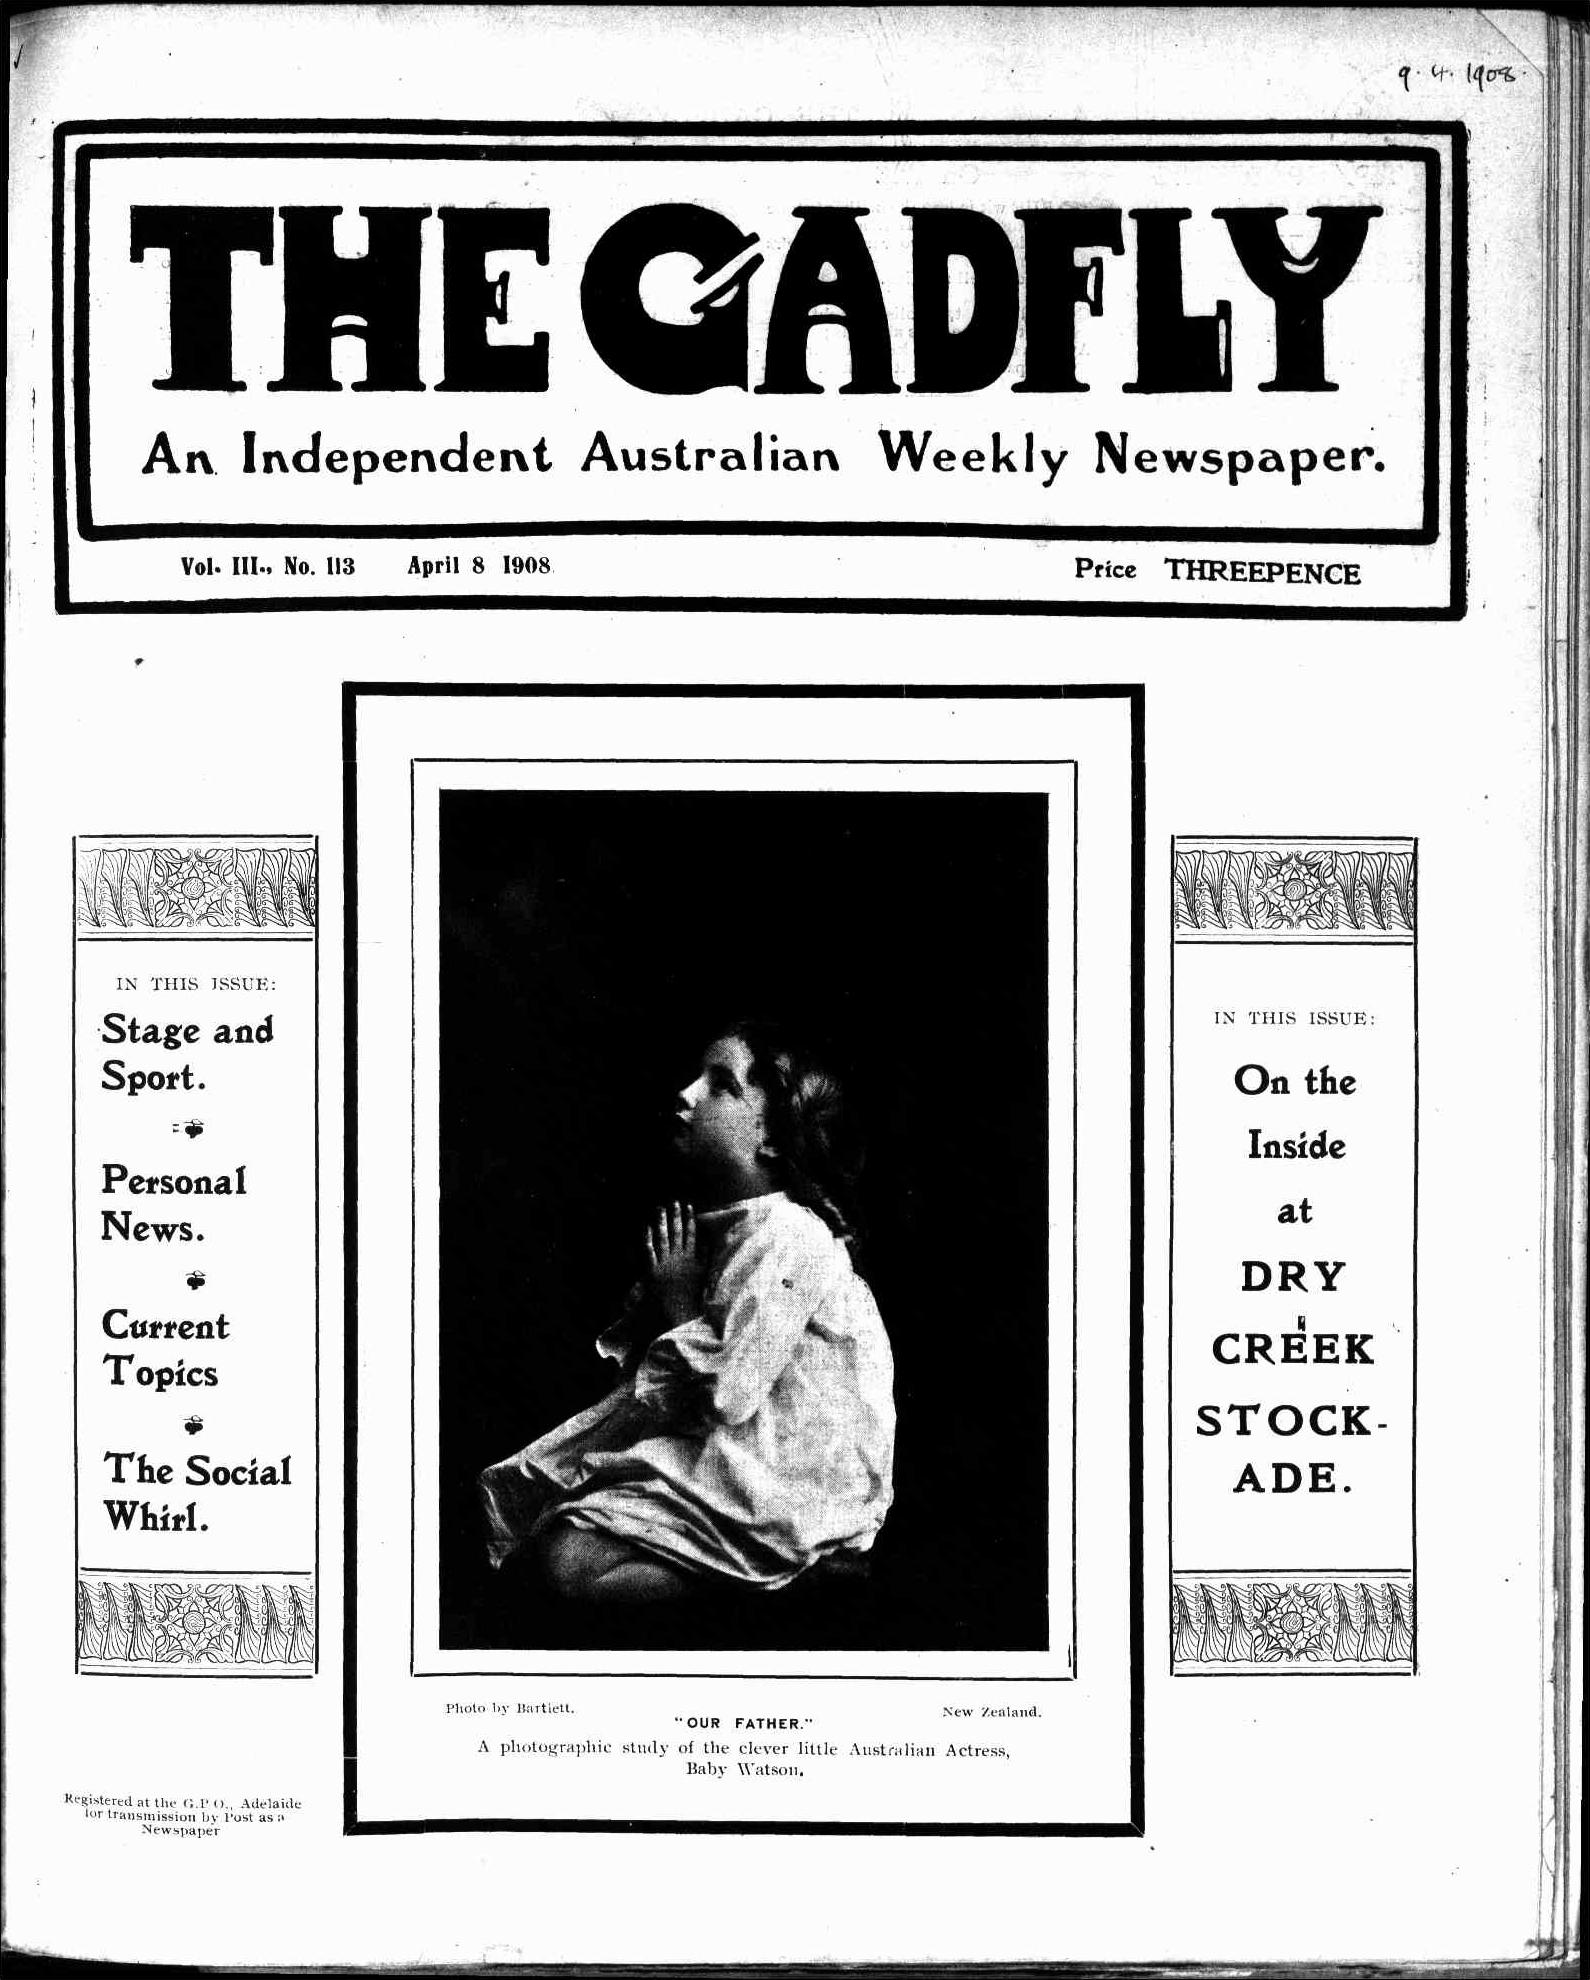 9. 4. 1908.
THE GADFLY
An Independent Australian Weekly Newspaper.
Vol. III., No. 113 April 8 1908
Price THREEPENCE
IN THIS ISSUE:
Stage and
Sport.
Personal
News.
Current
Topics
The Social
Whirl.
IN THIS ISSUE:
On the
Inside
at
DRY
CREEK
STOCK-
ADE.
Photo by Bartlett.
New Zealand.
"OUR FATHER."
A photographic study of the clever little Australian Actress,
Baby Watson.
Registered at the G.P.O., Adelaide
for transmission by Post as a
Newspaper